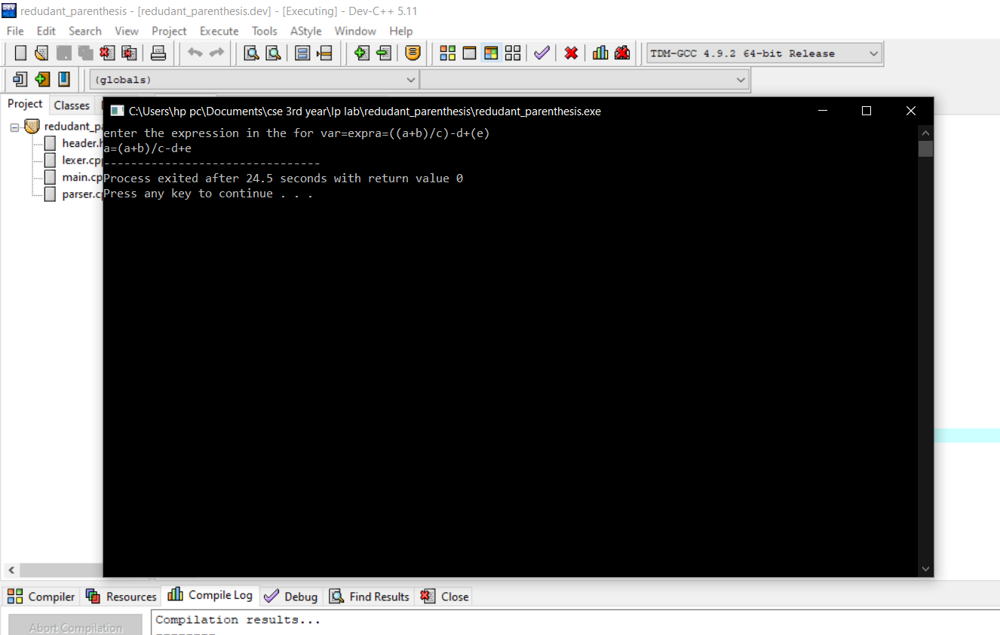 redudant_parenthesis - [redudant_parenthesis.dev] - [Executing] - Dev-C++ 5.11
File Edit Search View Project Execute Tools AStyle Window Help
TDM-GCC 4.9.2 64-bit Release
(globals)
Project Classes
C:\Users\hp pc\Documents\cse 3rd year\lp lab\redudant_parenthesis\redudant_parenthesis.exe
redudant_pa
header.h
lexer.cpp
main.cp
parser.c
enter the expression in the for var=expra=((a+b)/c)-d+(e)
a=(a+b)/c-d+e
--------------------------------
Process exited after 24.5 seconds with return value 0
Press any key to continue . . .
Compiler Resources Compile Log Debug Find Results Close
Abort Compilation
Compilation results...
--------